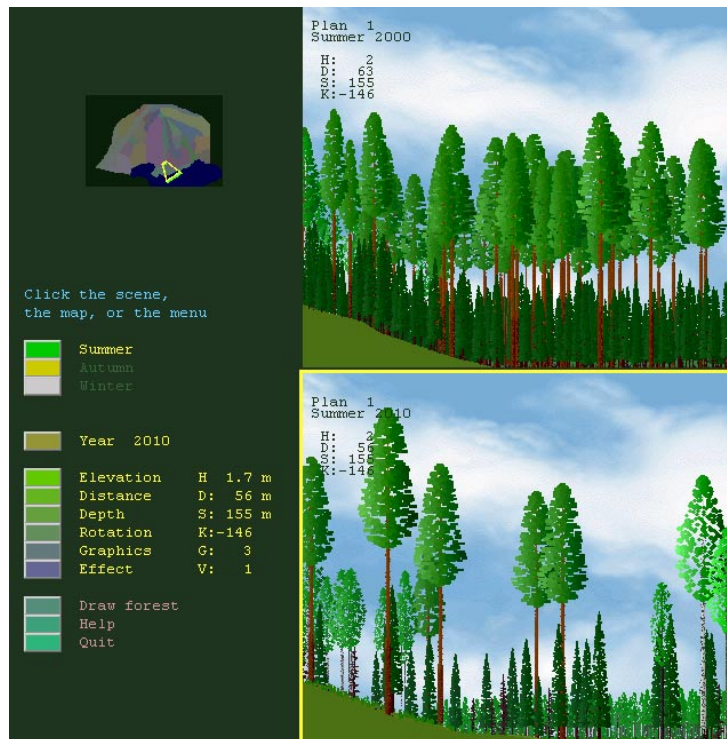 Click the scene,
the map, or the menu
Summer
Autumn
Winter
Year 2010
Elevation H 1.7 m
Distance D: 56 m
Depth S: 155 m
Rotation K:-146
Graphics G: 3
Effect V: 1
Draw forest
Help
Quit
Plan 1
Summer 2000
H: 2
D: 63
S: 155
K:-146
Plan 1
Summer 2010
H: 2
D: 56
S: 155
K:-146